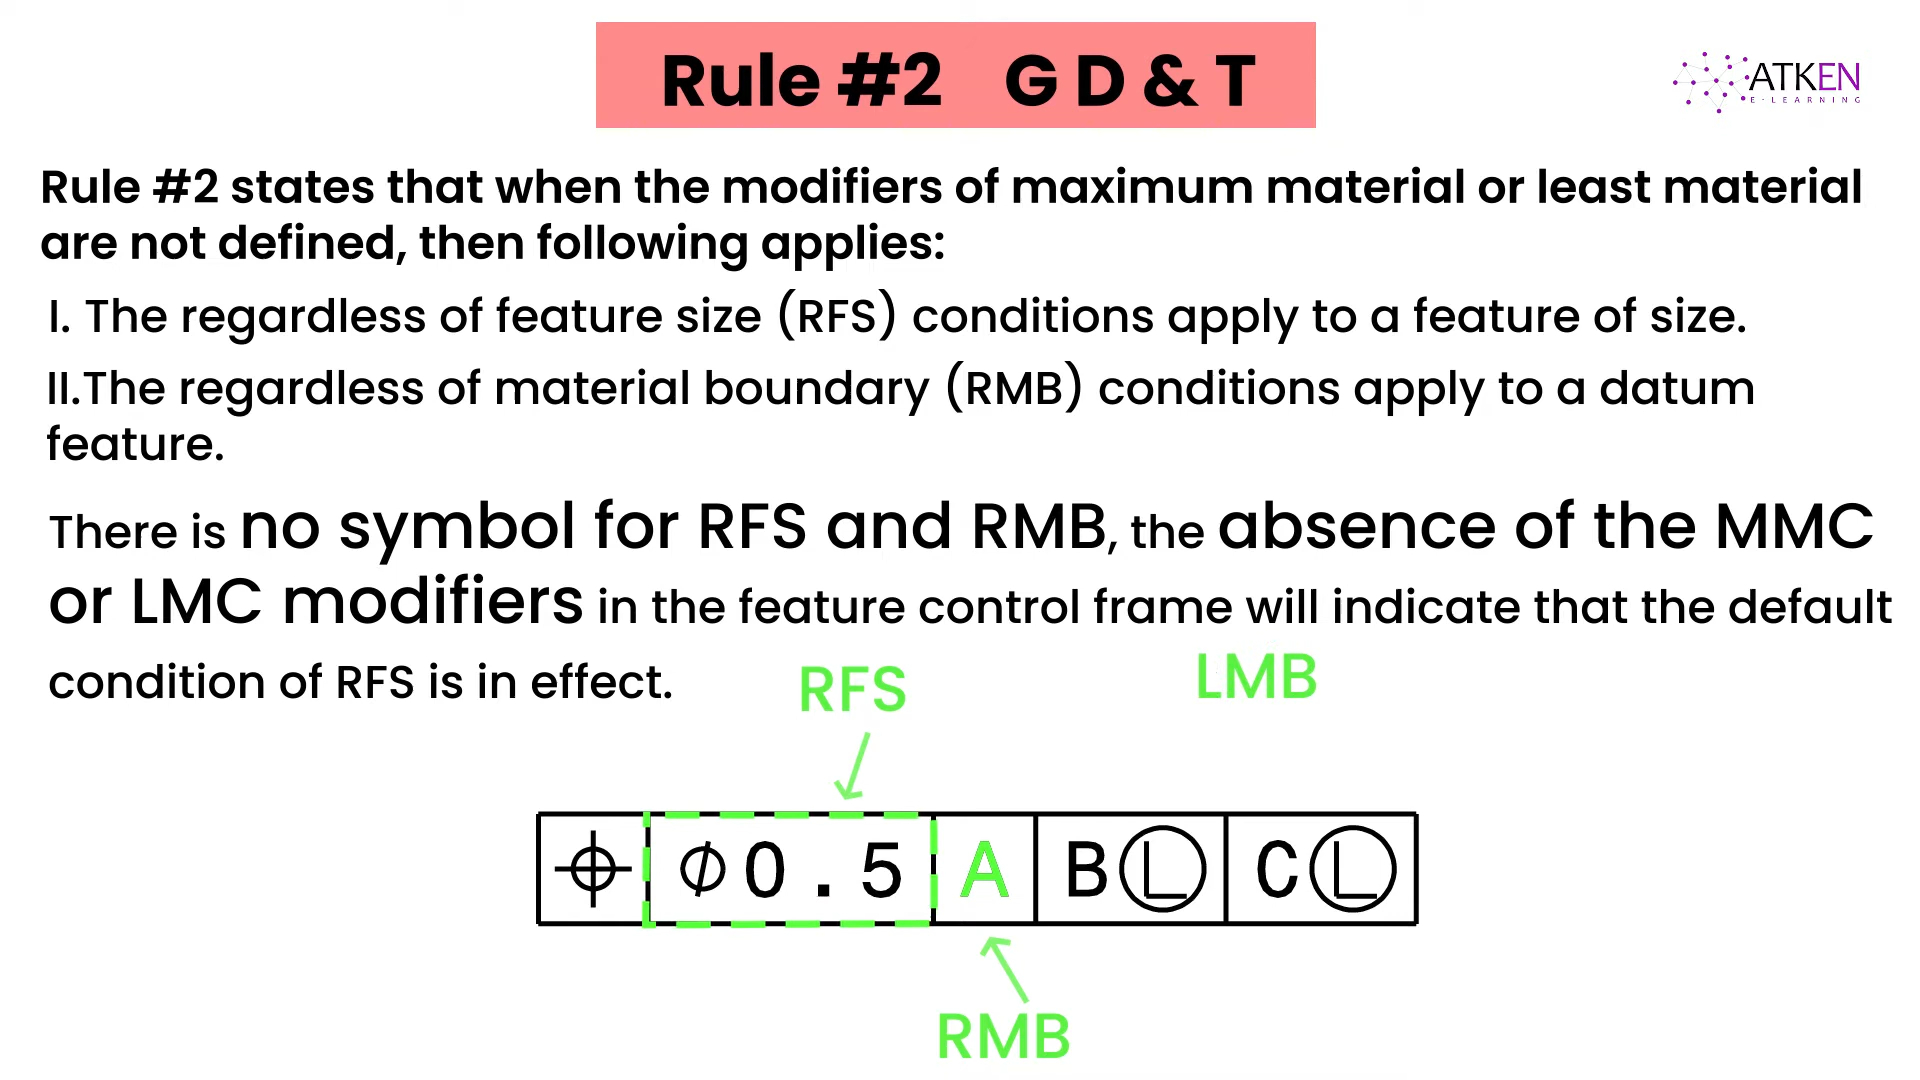 Rule #2 G D & T
ATKEN
E-LEARNING
Rule #2 states that when the modifiers of maximum material or least material
are not defined, then following applies:
I. The regardless of feature size (RFS) conditions apply to a feature of size.
II.The regardless of material boundary (RMB) conditions apply to a datum
feature.
There is no symbol for RFS and RMB, the absence of the MMC
or LMC modifiers in the feature control frame will indicate that the default
condition of RFS is in effect.
RFS LMB
⌖ ⌀0.5 A BⓁ CⓁ
RMB